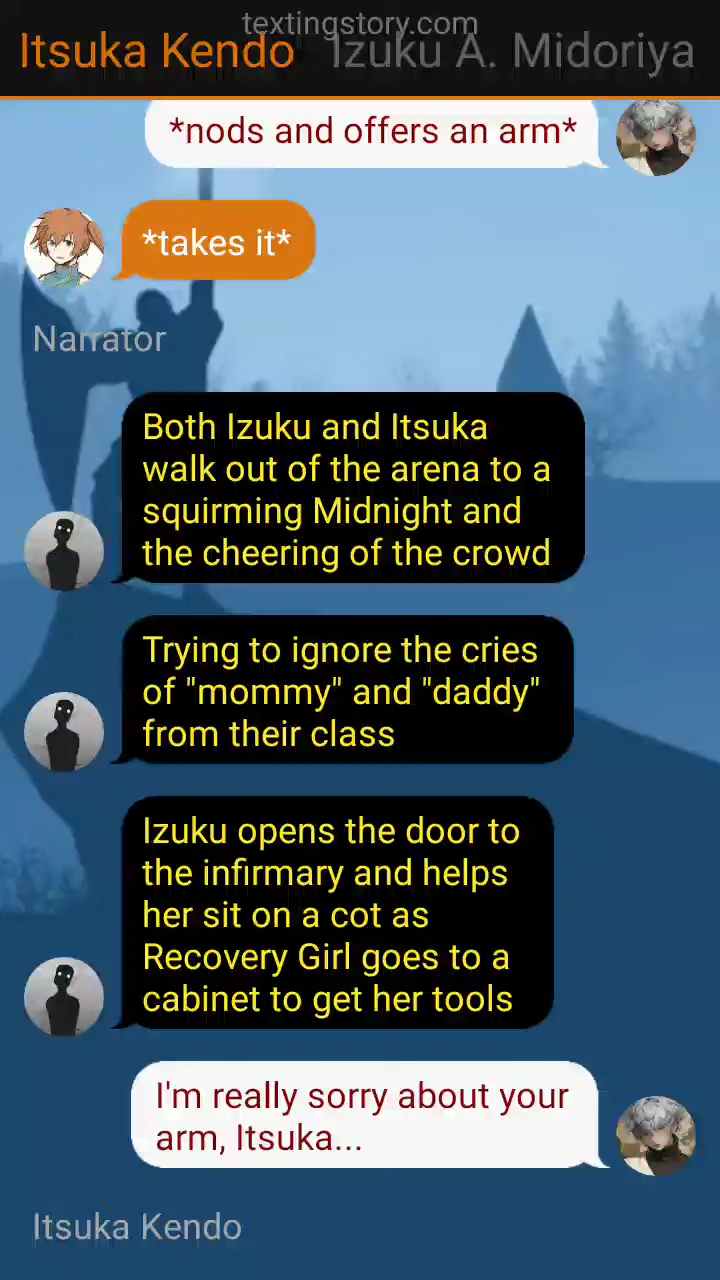 textingstory.com
Itsuka Kendo Izuku A. Midoriya
*nods and offers an arm*
*takes it*
Narrator
Both Izuku and Itsuka
walk out of the arena to a
squirming Midnight and
the cheering of the crowd
Trying to ignore the cries
of "mommy" and "daddy"
from their class
Izuku opens the door to
the infirmary and helps
her sit on a cot as
Recovery Girl goes to a
cabinet to get her tools
I'm really sorry about your
arm, Itsuka...
Itsuka Kendo